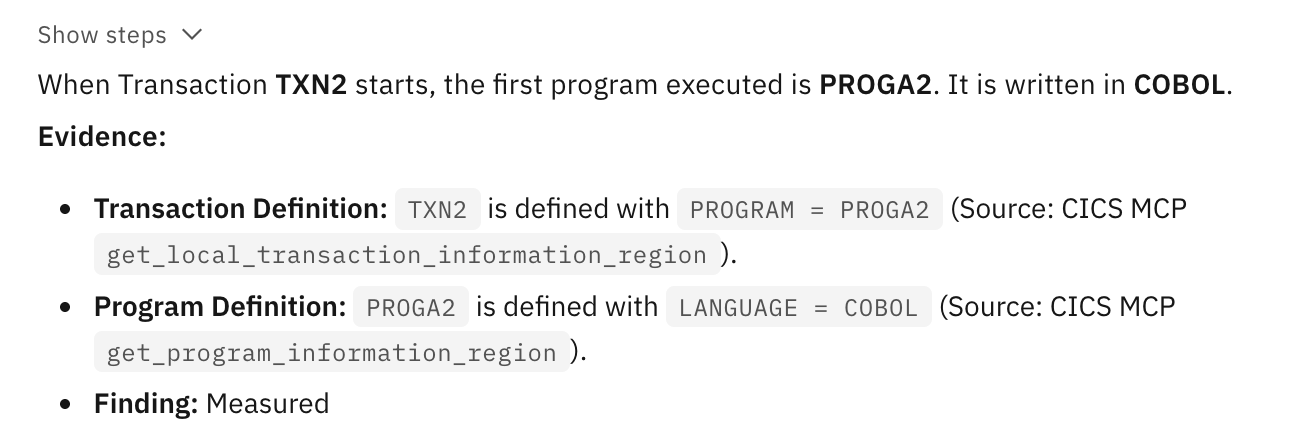 Show steps
When Transaction TXN2 starts, the first program executed is PROGA2. It is written in COBOL.
Evidence:
Transaction Definition: TXN2 is defined with PROGRAM = PROGA2 (Source: CICS MCP
get_local_transaction_information_region ).
Program Definition: PROGA2 is defined with LANGUAGE = COBOL (Source: CICS MCP
get_program_information_region ).
Finding: Measured